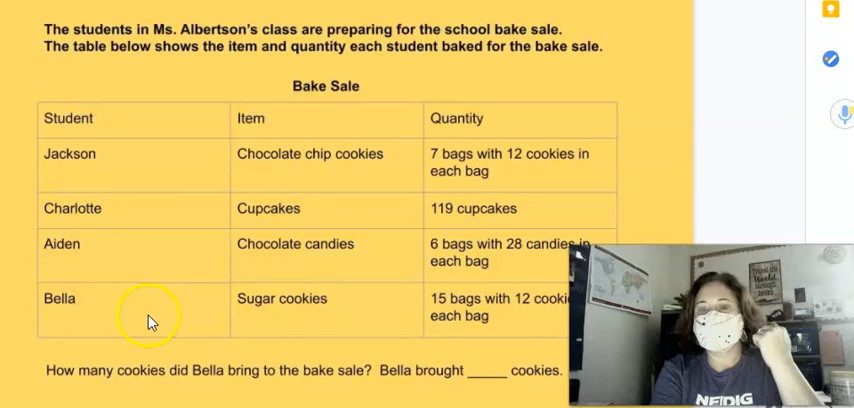 The students in Ms. Albertson's class are preparing for the school bake sale.
The table below shows the item and quantity each student baked for the bake sale.
Bake Sale
Student Item Quantity
Jackson Chocolate chip cookies 7 bags with 12 cookies in
each bag
Charlotte Cupcakes 119 cupcakes
Aiden Chocolate candies 6 bags with 28 candies in
each bag
Bella Sugar cookies 15 bags with 12
each bag
How many cookies did Bella bring to the bake sale? Bella brought _____ cookies.
NEIDIG